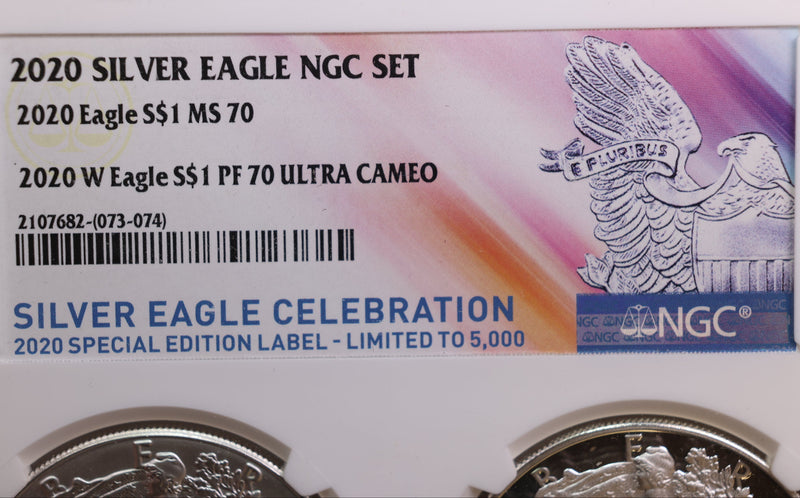 2020 SILVER EAGLE NGC SET
2020 Eagle S$1 MS 70
2020 W Eagle S$1 PF 70 ULTRA CAMEO
2107682-(073-074)
E PLURIBUS
SILVER EAGLE CELEBRATION
2020 SPECIAL EDITION LABEL - LIMITED TO 5,000
NGC®
B E R
B E R